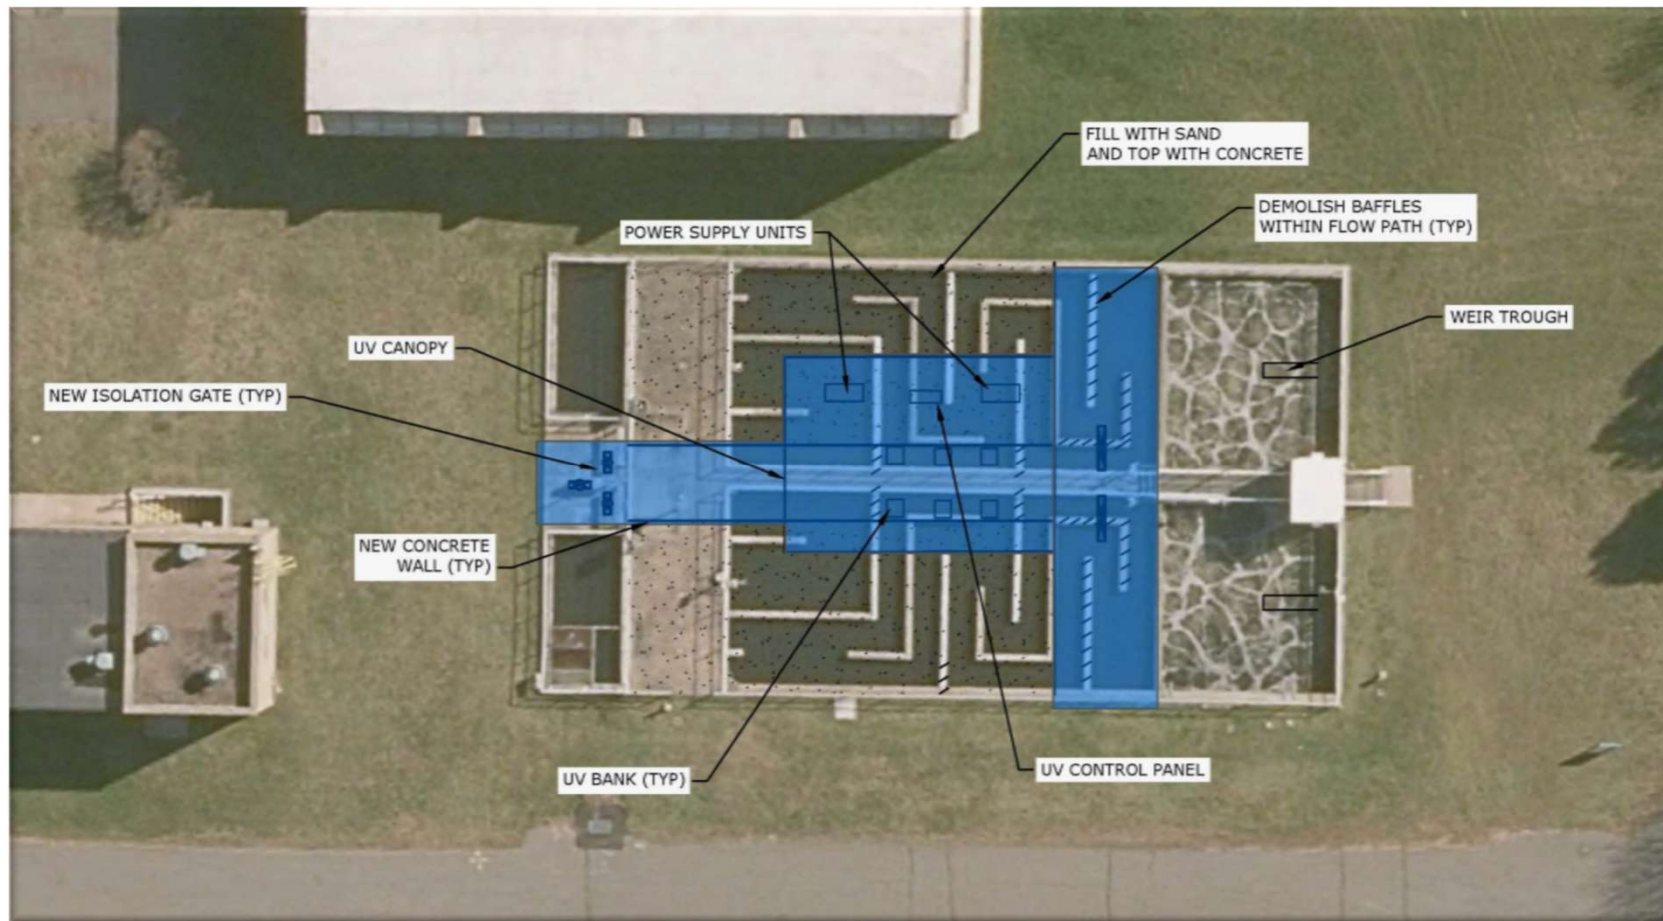 FILL WITH SAND
AND TOP WITH CONCRETE
DEMOLISH BAFFLES
WITHIN FLOW PATH (TYP)
POWER SUPPLY UNITS
WEIR TROUGH
UV CANOPY
NEW ISOLATION GATE (TYP)
NEW CONCRETE
WALL (TYP)
UV BANK (TYP)
UV CONTROL PANEL